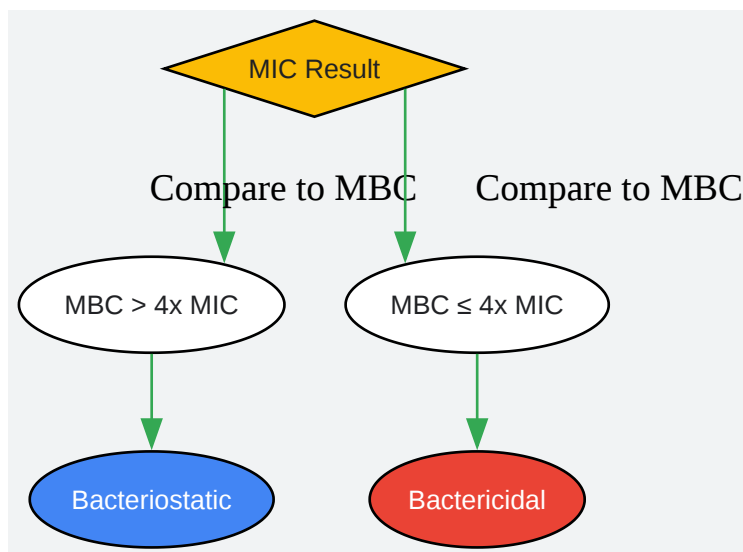 MIC Result
Compare to MBC
Compare to MBC
MBC > 4x MIC
MBC ≤ 4x MIC
Bacteriostatic
Bactericidal